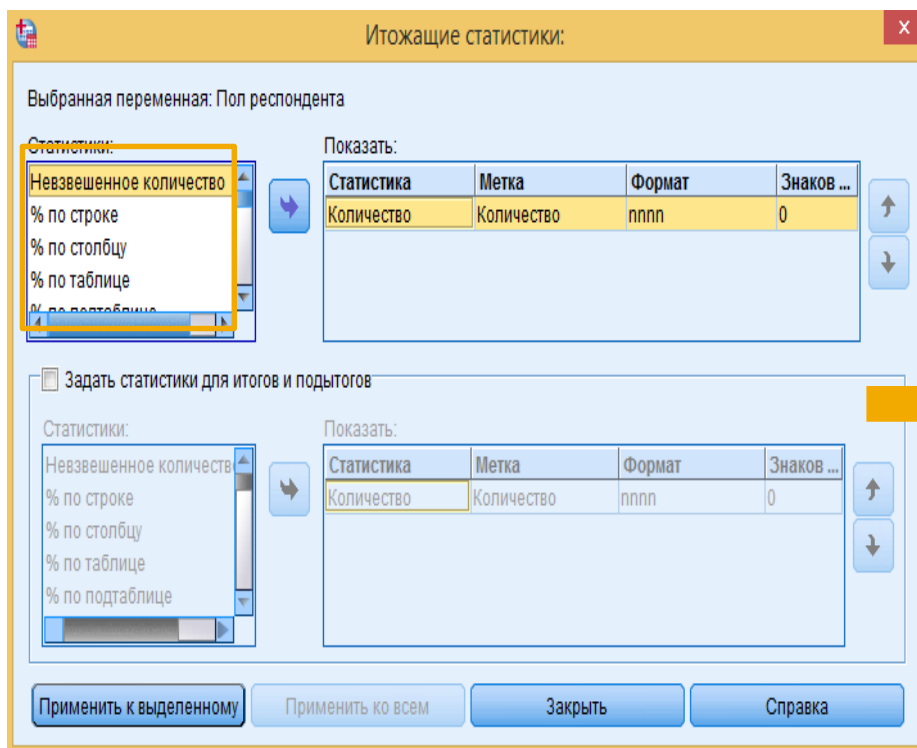 Итожащие статистики:
x
Выбранная переменная: Пол респондента
Статистики:
Показать:
Невзвешенное количество
% по строке
% по столбцу
% по таблице
% по подтаблице
Статистика Метка Формат Знаков ...
Количество Количество nnnn 0
Задать статистики для итогов и подытогов
Статистики:
Показать:
Невзвешенное количеств
% по строке
% по столбцу
% по таблице
% по подтаблице
Статистика Метка Формат Знаков ...
Количество Количество nnnn 0
Применить к выделенному Применить ко всем Закрыть Справка